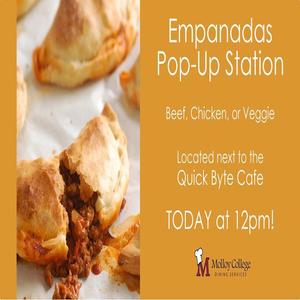 Empanadas
Pop-Up Station
Beef, Chicken, or Veggie
Located next to the
Quick Byte Cafe
TODAY at 12pm!
Molloy College
DINING SERVICES